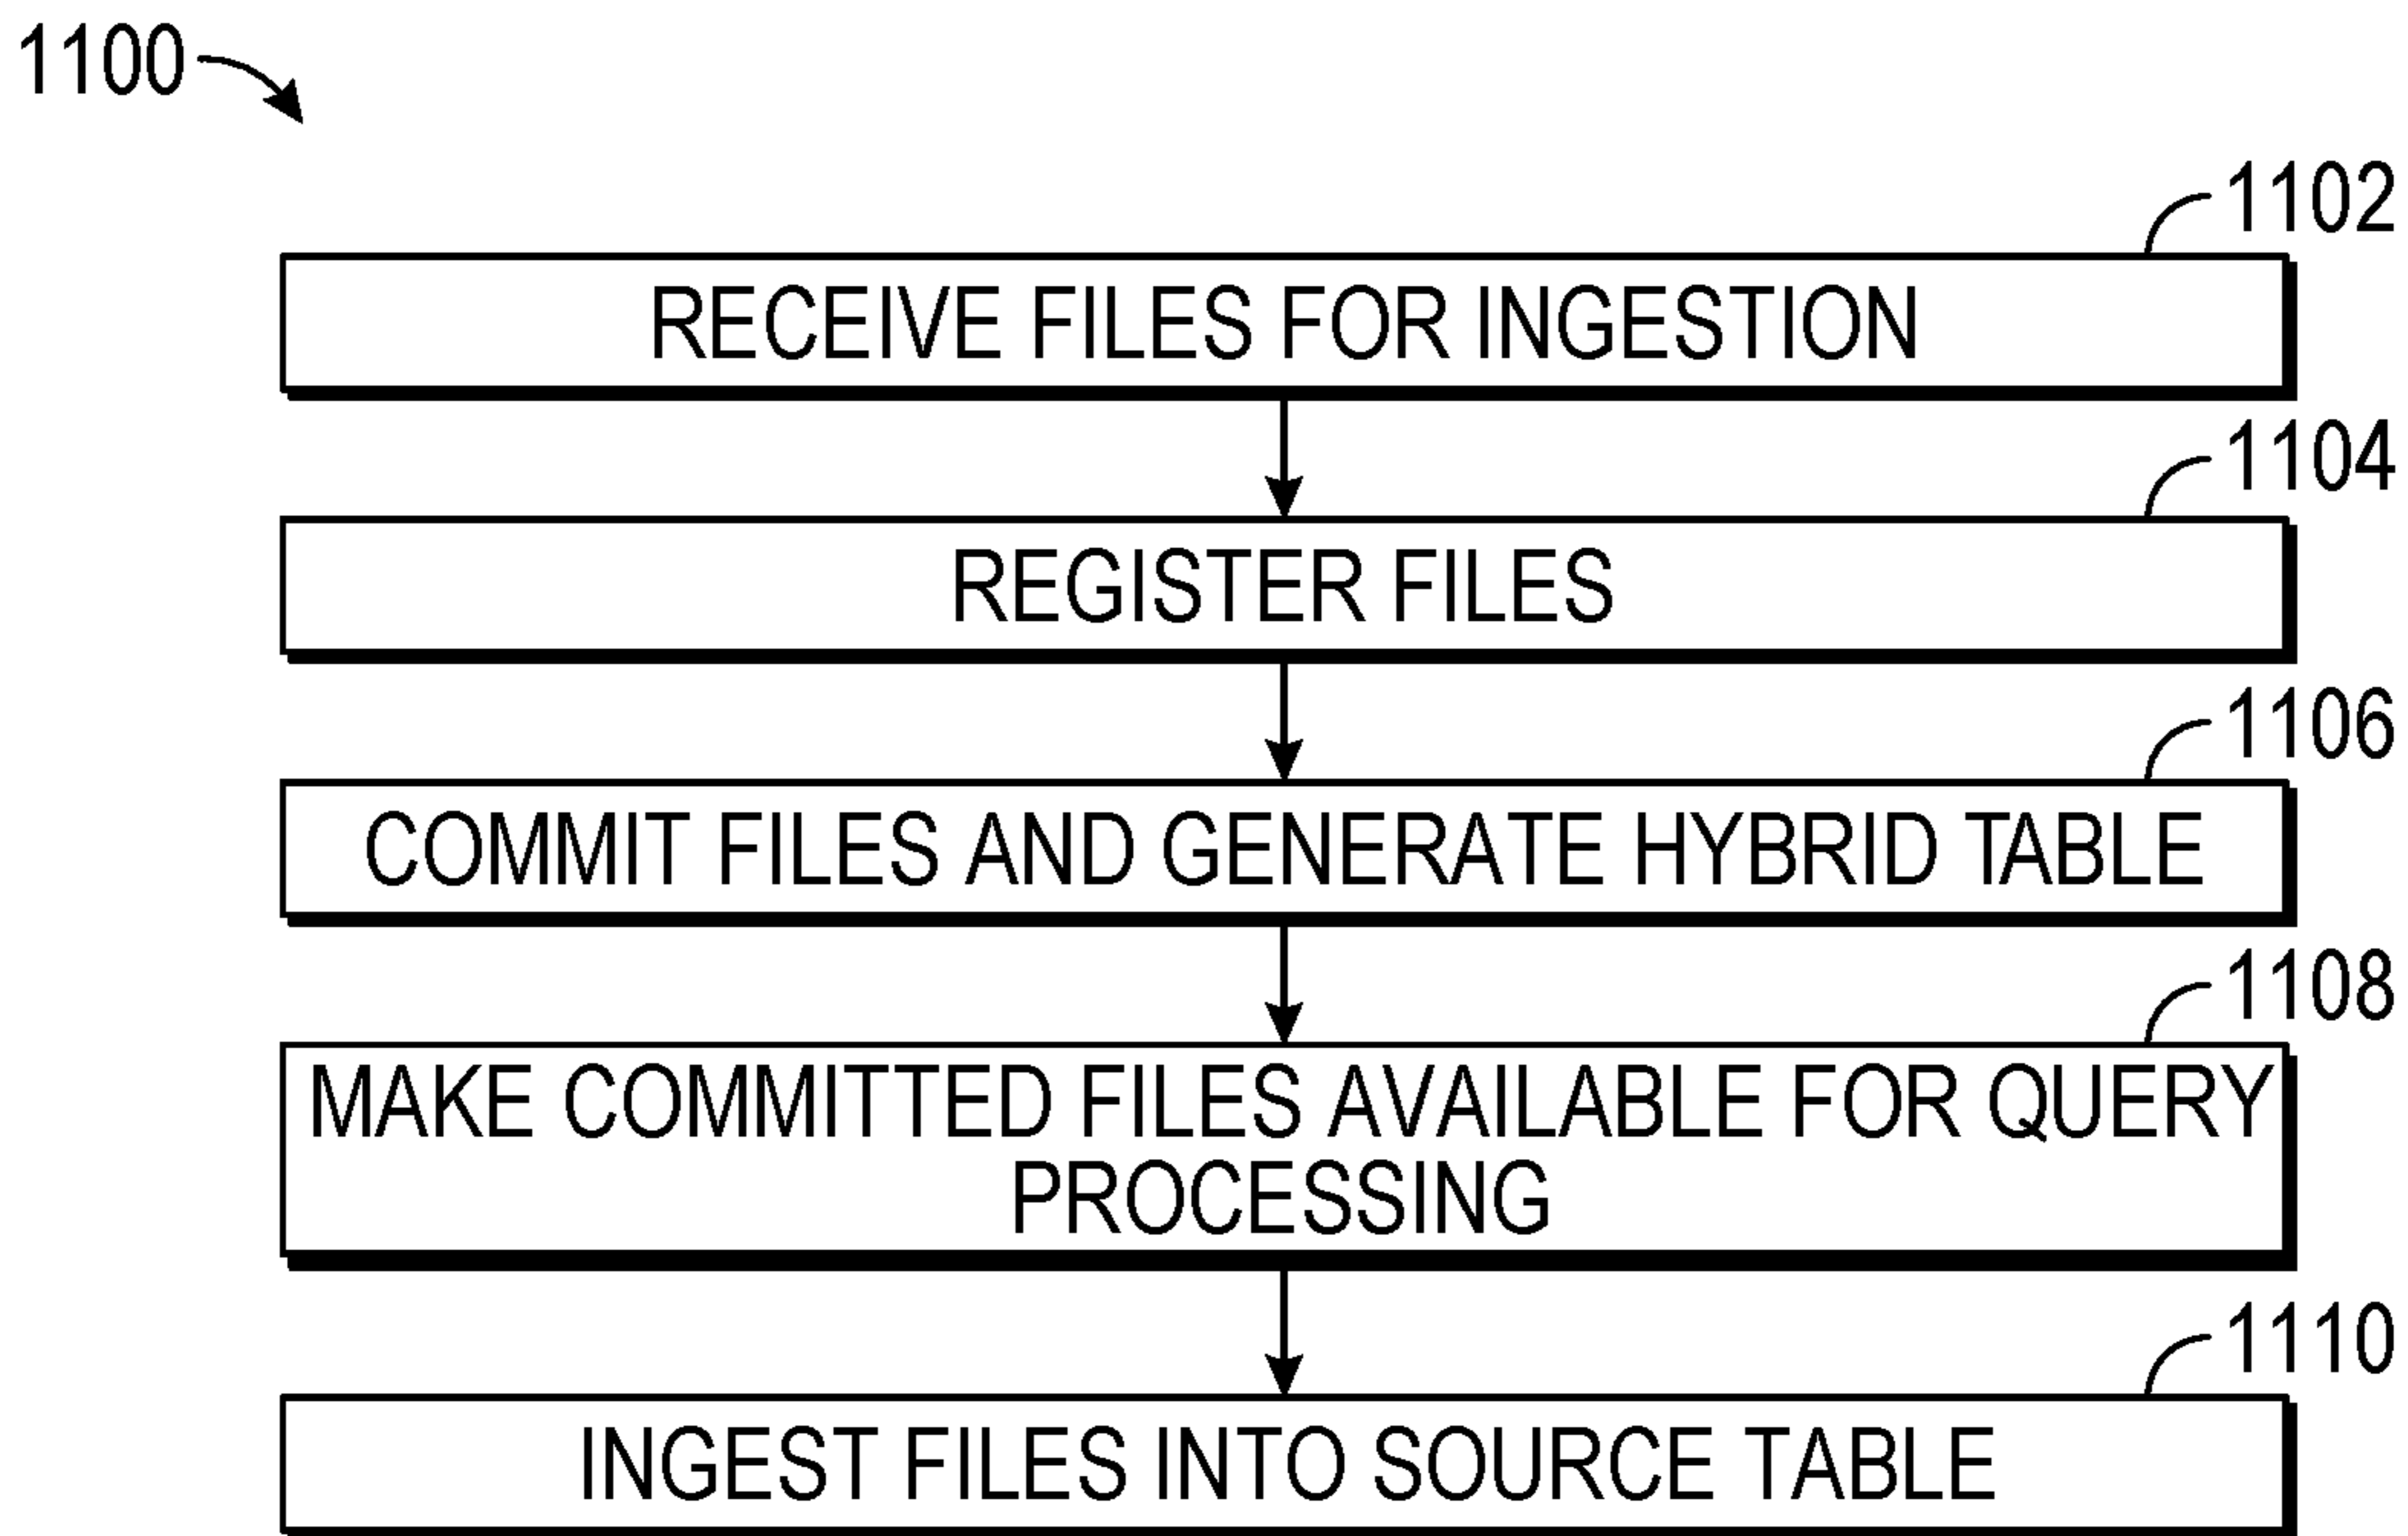 1100
1102
RECEIVE FILES FOR INGESTION
1104
REGISTER FILES
1106
COMMIT FILES AND GENERATE HYBRID TABLE
1108
MAKE COMMITTED FILES AVAILABLE FOR QUERY
PROCESSING
1110
INGEST FILES INTO SOURCE TABLE